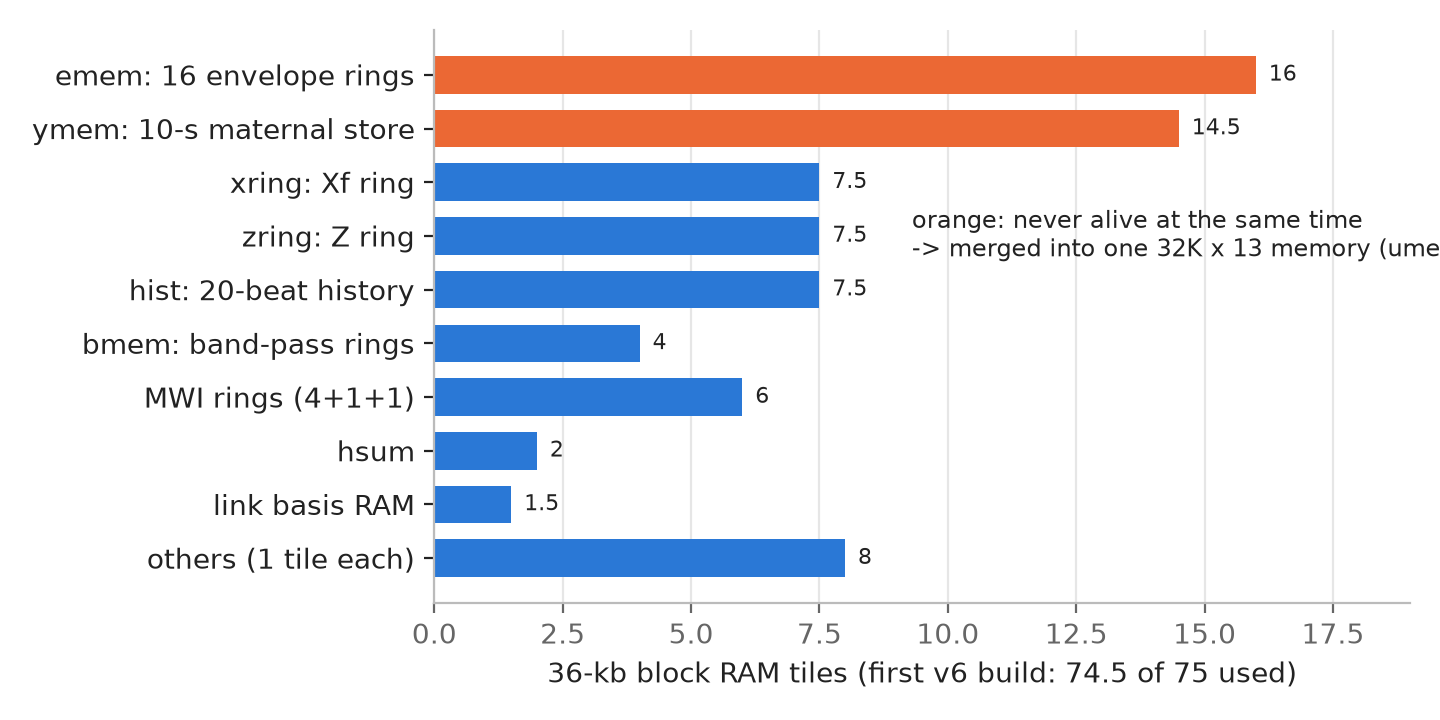 emem: 16 envelope rings 16
ymem: 10-s maternal store 14.5
xring: Xf ring 7.5
zring: Z ring 7.5
orange: never alive at the same time
-> merged into one 32K x 13 memory (ume
hist: 20-beat history 7.5
bmem: band-pass rings 4
MWI rings (4+1+1) 6
hsum 2
link basis RAM 1.5
others (1 tile each) 8
0.0 2.5 5.0 7.5 10.0 12.5 15.0 17.5
36-kb block RAM tiles (first v6 build: 74.5 of 75 used)